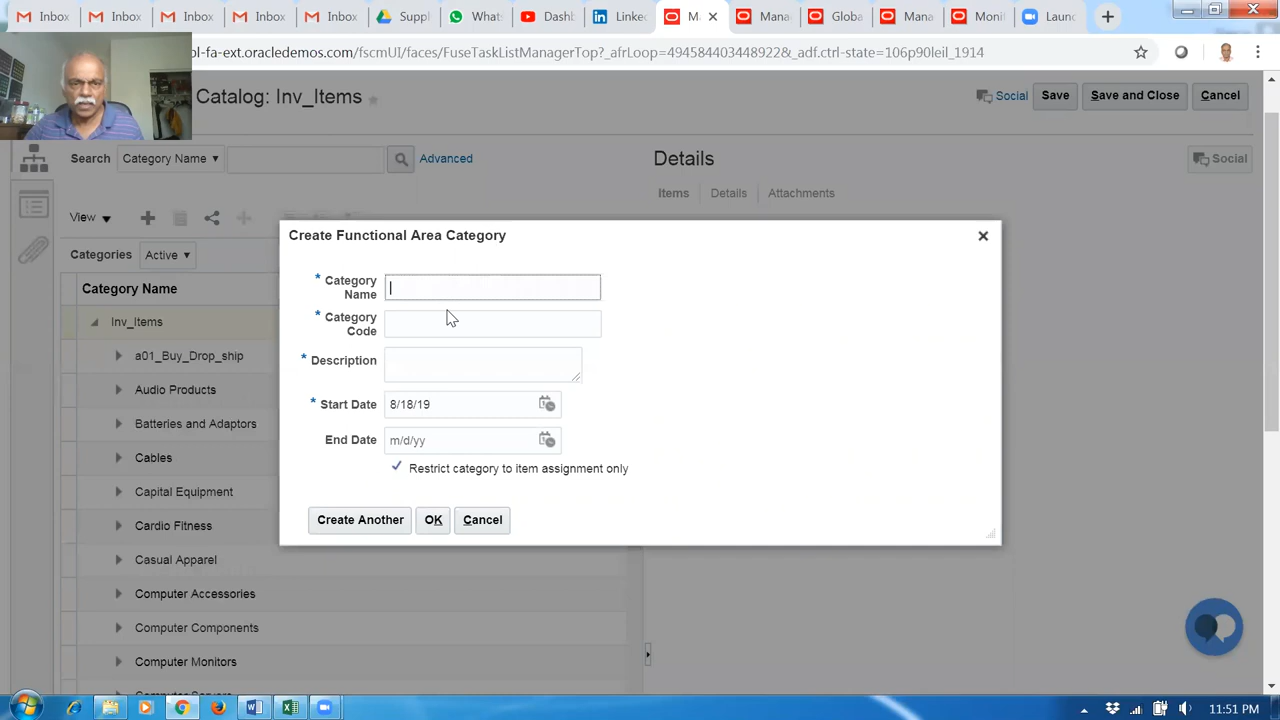 Inbox
Inbox
Inbox
Inbox
Inbox
Suppl
What
Linke
M
Mana
Globa
Mana
Monit
Launc
ol-fa-ext.oracledemos.com/fscmUI/faces/FuseTaskListManagerTop?_afrLoop=4945844034489228&_adf.ctrl-state=106p90leil_1914
Catalog: Inv_Items
Social
Save
Save and Close
Cancel
Search
Category Name
Advanced
Details
Social
Items
Details
Attachments
View
Create Functional Area Category
Categories
Active
Category Name
Inv_Items
a01_Buy_Drop_ship
Audio Products
Batteries and Adaptors
Cables
Capital Equipment
Cardio Fitness
Casual Apparel
Computer Accessories
Computer Components
Computer Monitors
* Category
Name
* Category
Code
* Description
* Start Date
8/18/19
End Date
m/d/yy
Restrict category to item assignment only
Create Another
OK
Cancel
11:51 PM